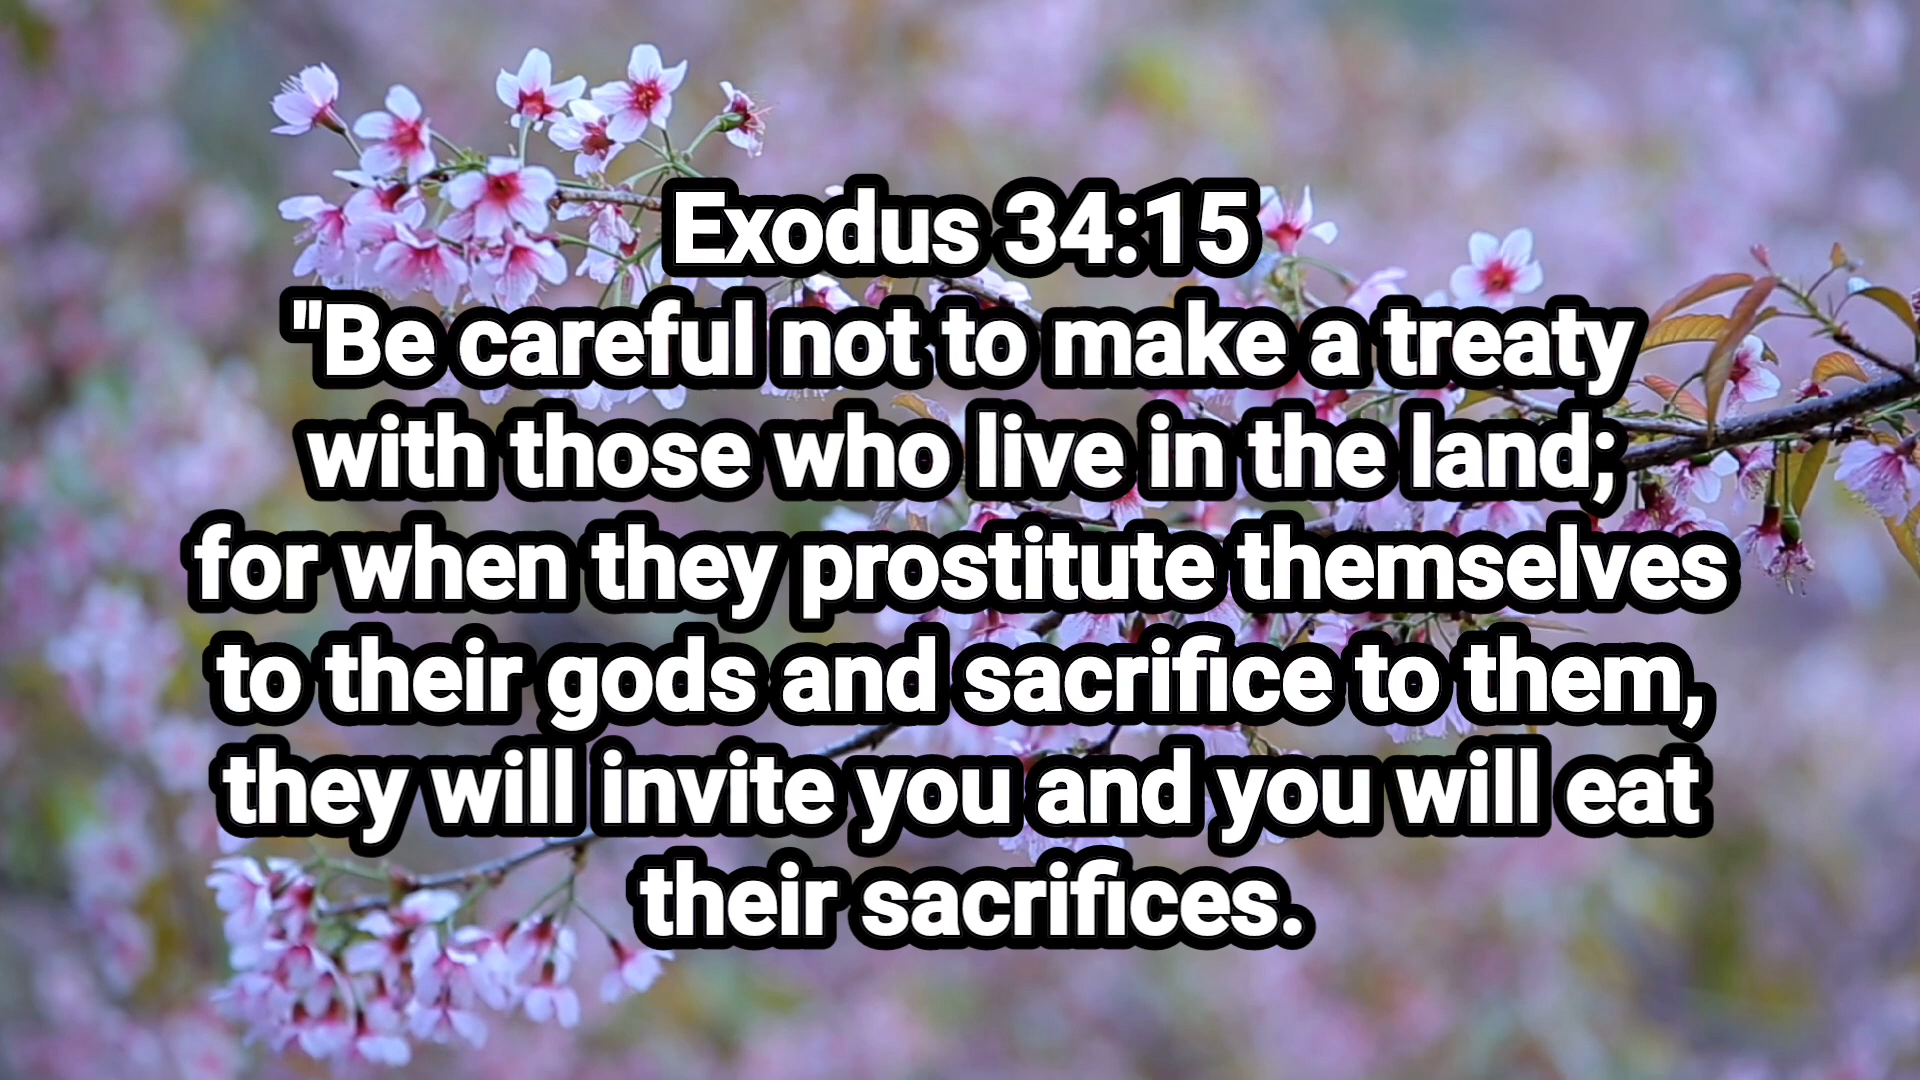 Exodus 34:15
"Be careful not to make a treaty
with those who live in the land;
for when they prostitute themselves
to their gods and sacrifice to them,
they will invite you and you will eat
their sacrifices.